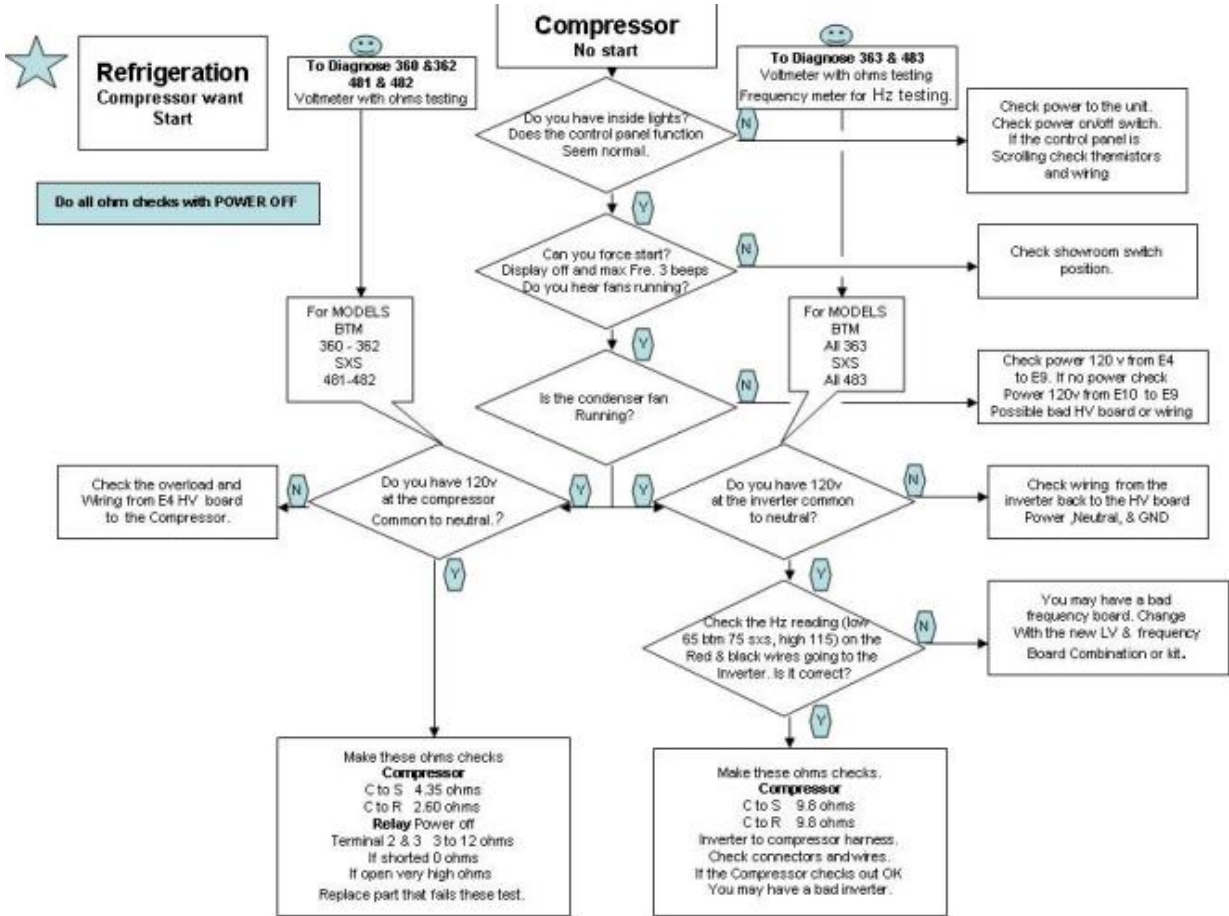 Refrigeration
Compressor want
Start
Do all ohm checks with POWER OFF
To Diagnose 360 &362
481 & 482
Voltmeter with ohms testing
Compressor
No start
To Diagnose 363 & 483
Voltmeter with ohms testing
Frequency meter for Hz testing.
Do you have inside lights?
Does the control panel function
Seem normal.
N
Check power to the unit.
Check power on/off switch.
If the control panel is
Scrolling check thermistors
and wiring
Y
Can you force start?
Display off and max Fre. 3 beeps
Do you hear fans running?
N
Check showroom switch
position.
Y
For MODELS
BTM
360 - 362
SXS
481-482
For MODELS
BTM
All 363
SXS
All 483
Is the condenser fan
Running?
N
Check power 120 v from E4
to E9. If no power check
Power 120v from E10 to E9
Possible bad HV board or wiring
Check the overload and
Wiring from E4 HV board
to the Compressor.
N
Do you have 120v
at the compressor
Common to neutral.?
Y
Y
Do you have 120v
at the inverter common
to neutral?
N
Check wiring from the
inverter back to the HV board
Power ,Neutral, & GND
Y
Y
Check the Hz reading (low
65 btm 75 sxs, high 115) on the
Red & black wires going to the
Inverter. Is it correct?
N
You may have a bad
frequency board. Change
With the new LV & frequency
Board Combination or kit.
Y
Make these ohms checks
Compressor
C to S 4.35 ohms
C to R 2.60 ohms
Relay Power off
Terminal 2 & 3 3 to 12 ohms
If shorted 0 ohms
If open very high ohms
Replace part that fails these test.
Make these ohms checks.
Compressor
C to S 9.8 ohms
C to R 9.8 ohms
Inverter to compressor harness.
Check connectors and wires.
If the Compressor checks out OK
You may have a bad inverter.